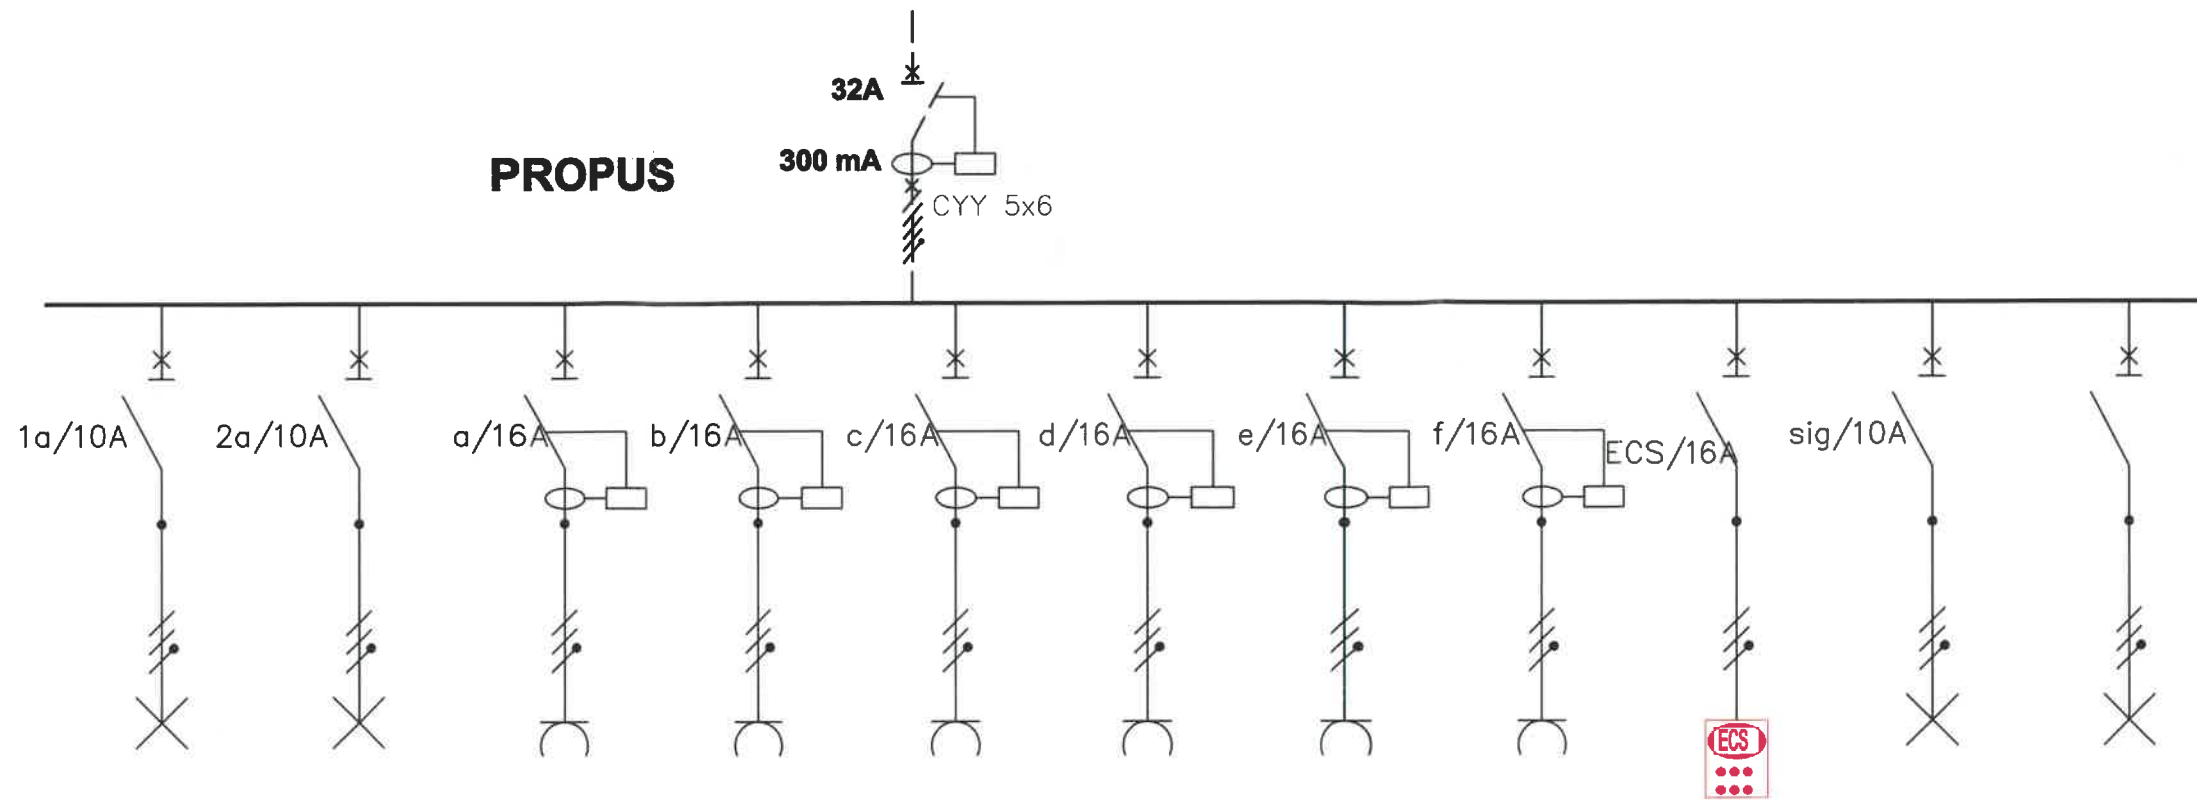 32A
PROPUS
300 mA
CYY 5x6
1a/10A
2a/10A
a/16A
b/16A
c/16A
d/16A
e/16A
f/16A
ECS/16A
sig/10A
ECS